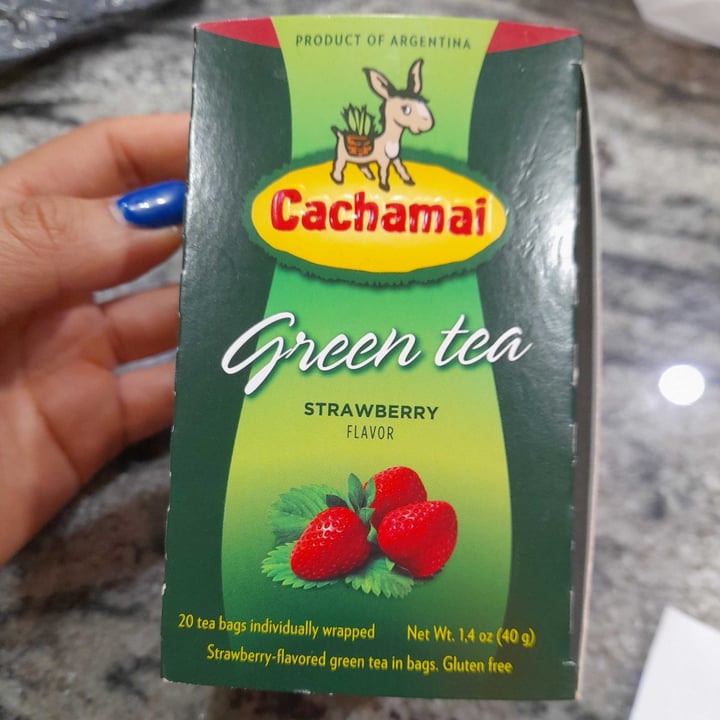 PRODUCT OF ARGENTINA
Cachamai
Green tea
STRAWBERRY
FLAVOR
20 tea bags individually wrapped Net Wt. 1,4 oz (40 g)
Strawberry-flavored green tea in bags. Gluten free